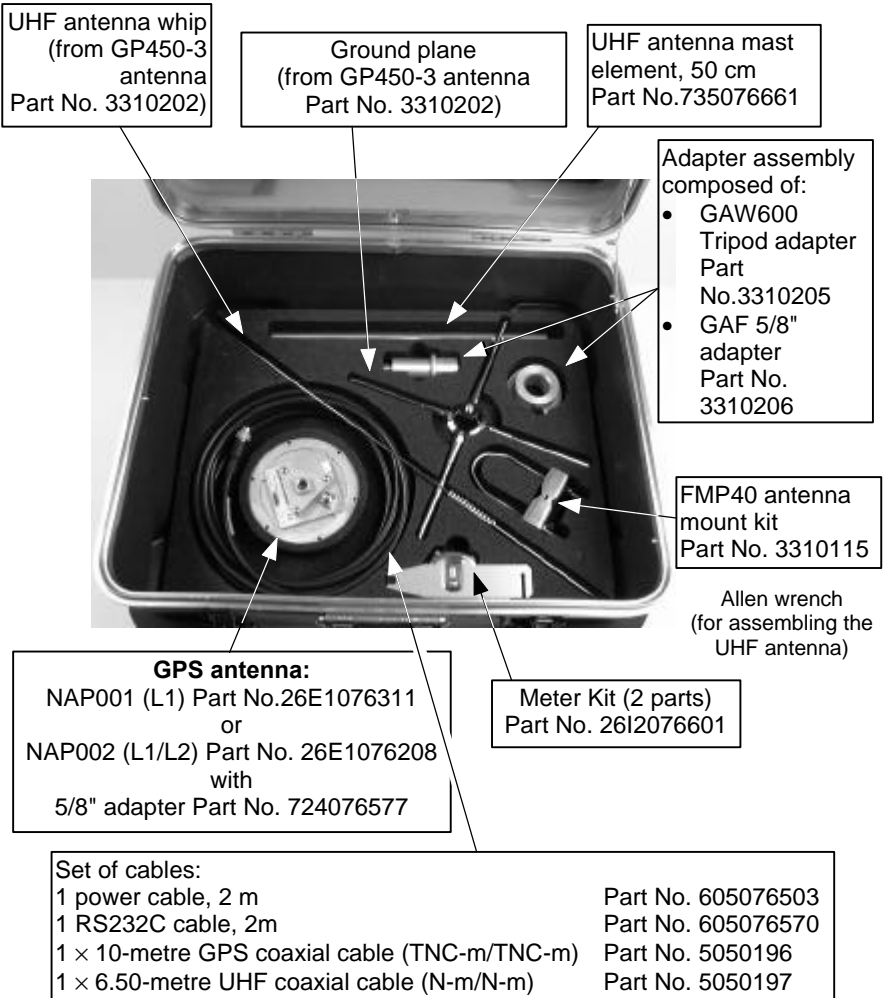 UHF antenna whip
(from GP450-3
antenna
Part No. 3310202)
Ground plane
(from GP450-3 antenna
Part No. 3310202)
UHF antenna mast
element, 50 cm
Part No.735076661
Adapter assembly
composed of:
• GAW600
Tripod adapter
Part
No.3310205
• GAF 5/8"
adapter
Part No.
3310206
FMP40 antenna
mount kit
Part No. 3310115
Allen wrench
(for assembling the
UHF antenna)
GPS antenna:
NAP001 (L1) Part No.26E1076311
or
NAP002 (L1/L2) Part No. 26E1076208
with
5/8" adapter Part No. 724076577
Meter Kit (2 parts)
Part No. 26I2076601
Set of cables:
1 power cable, 2 m Part No. 605076503
1 RS232C cable, 2m Part No. 605076570
1 × 10-metre GPS coaxial cable (TNC-m/TNC-m) Part No. 5050196
1 × 6.50-metre UHF coaxial cable (N-m/N-m) Part No. 5050197